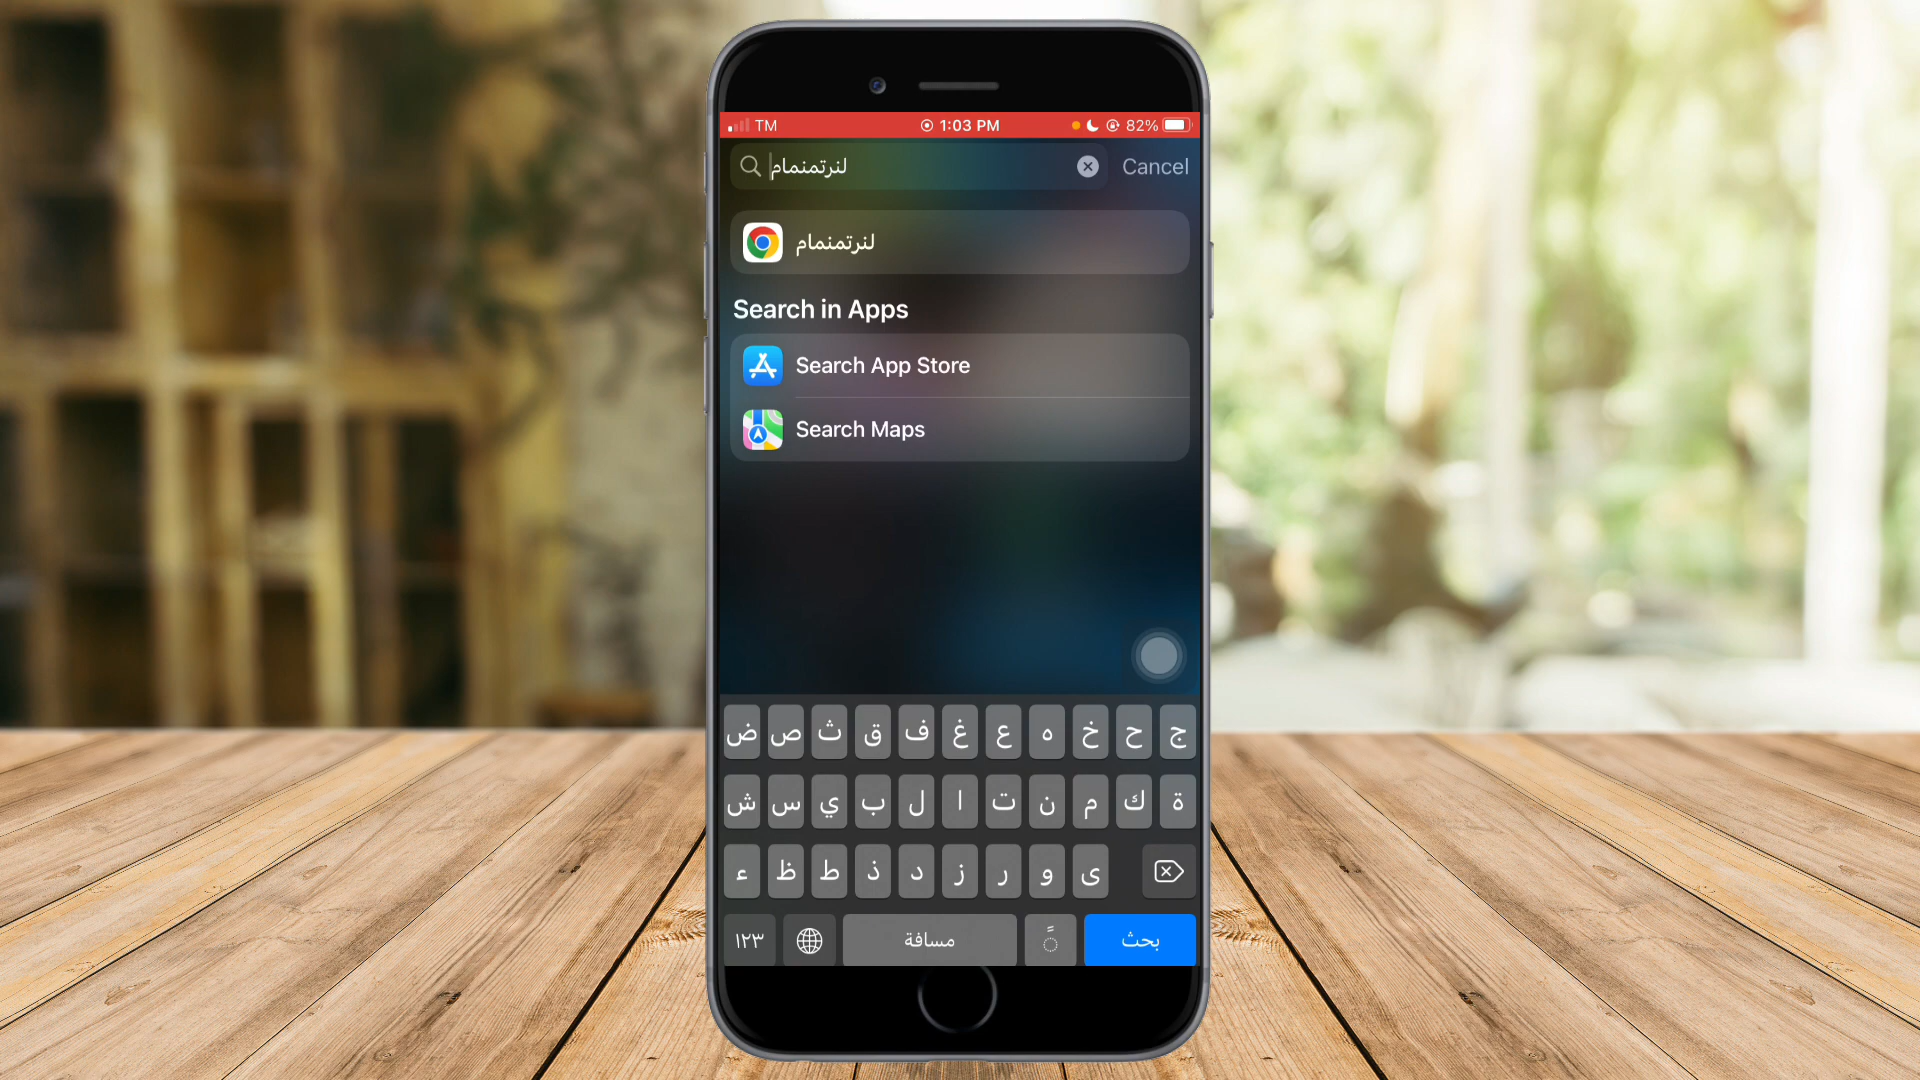 TM 1:03 PM 82%
لنرتمنمام Cancel
لنرتمنمام
Search in Apps
Search App Store
Search Maps
ض ص ث ق ف غ ع ه خ ح ج
ش س ي ب ل ا ت ن م ك ة
ء ظ ط ذ د ز ر و ى
١٢٣ مسافة بحث